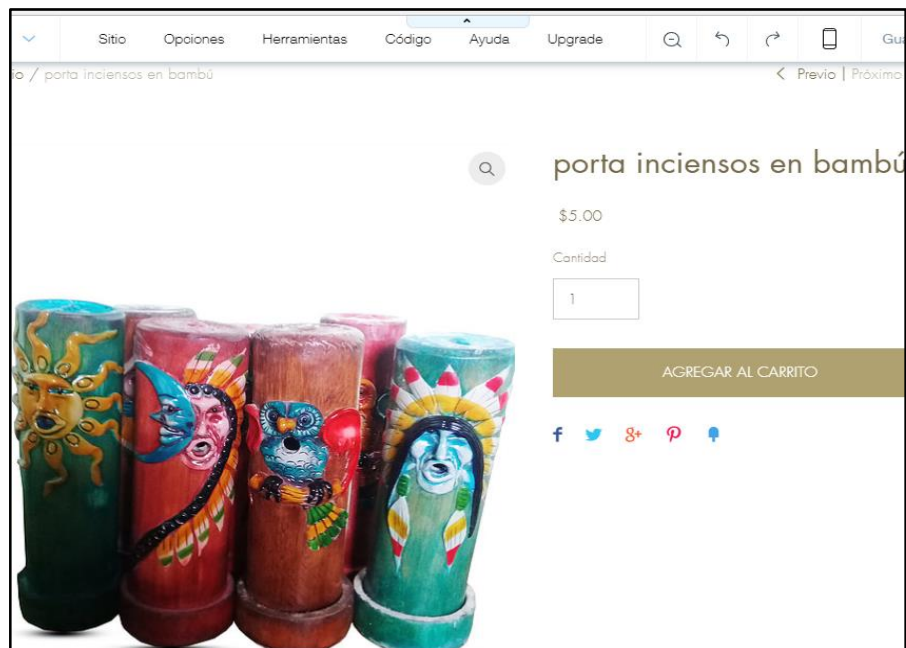 Sitio Opciones Herramientas Código Ayuda Upgrade
io / porta inciensos en bambú
< Previo | Próximo
porta inciensos en bambú
$5.00
Cantidad
1
AGREGAR AL CARRITO